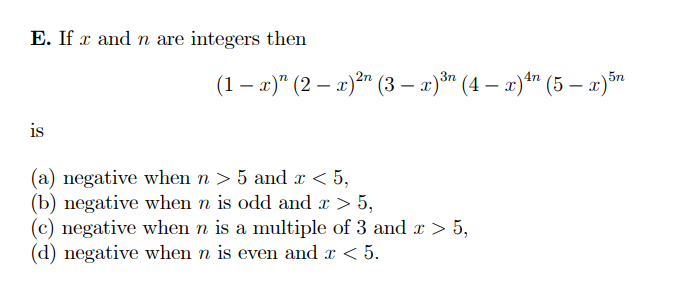 E. If x and n are integers then
(1 − x)ⁿ (2 − x)²ⁿ (3 − x)³ⁿ (4 − x)⁴ⁿ (5 − x)⁵ⁿ
is
(a) negative when n > 5 and x < 5,
(b) negative when n is odd and x > 5,
(c) negative when n is a multiple of 3 and x > 5,
(d) negative when n is even and x < 5.